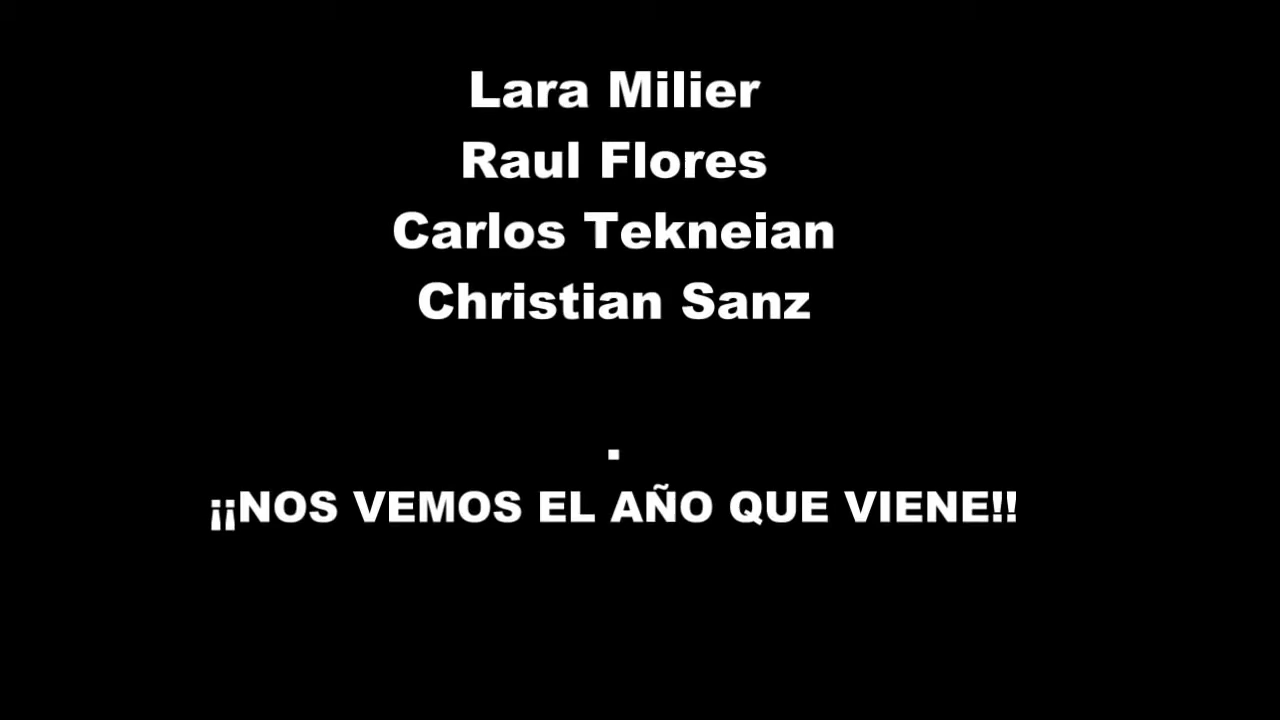 Lara Milier
Raul Flores
Carlos Tekneian
Christian Sanz
.
¡¡NOS VEMOS EL AÑO QUE VIENE!!